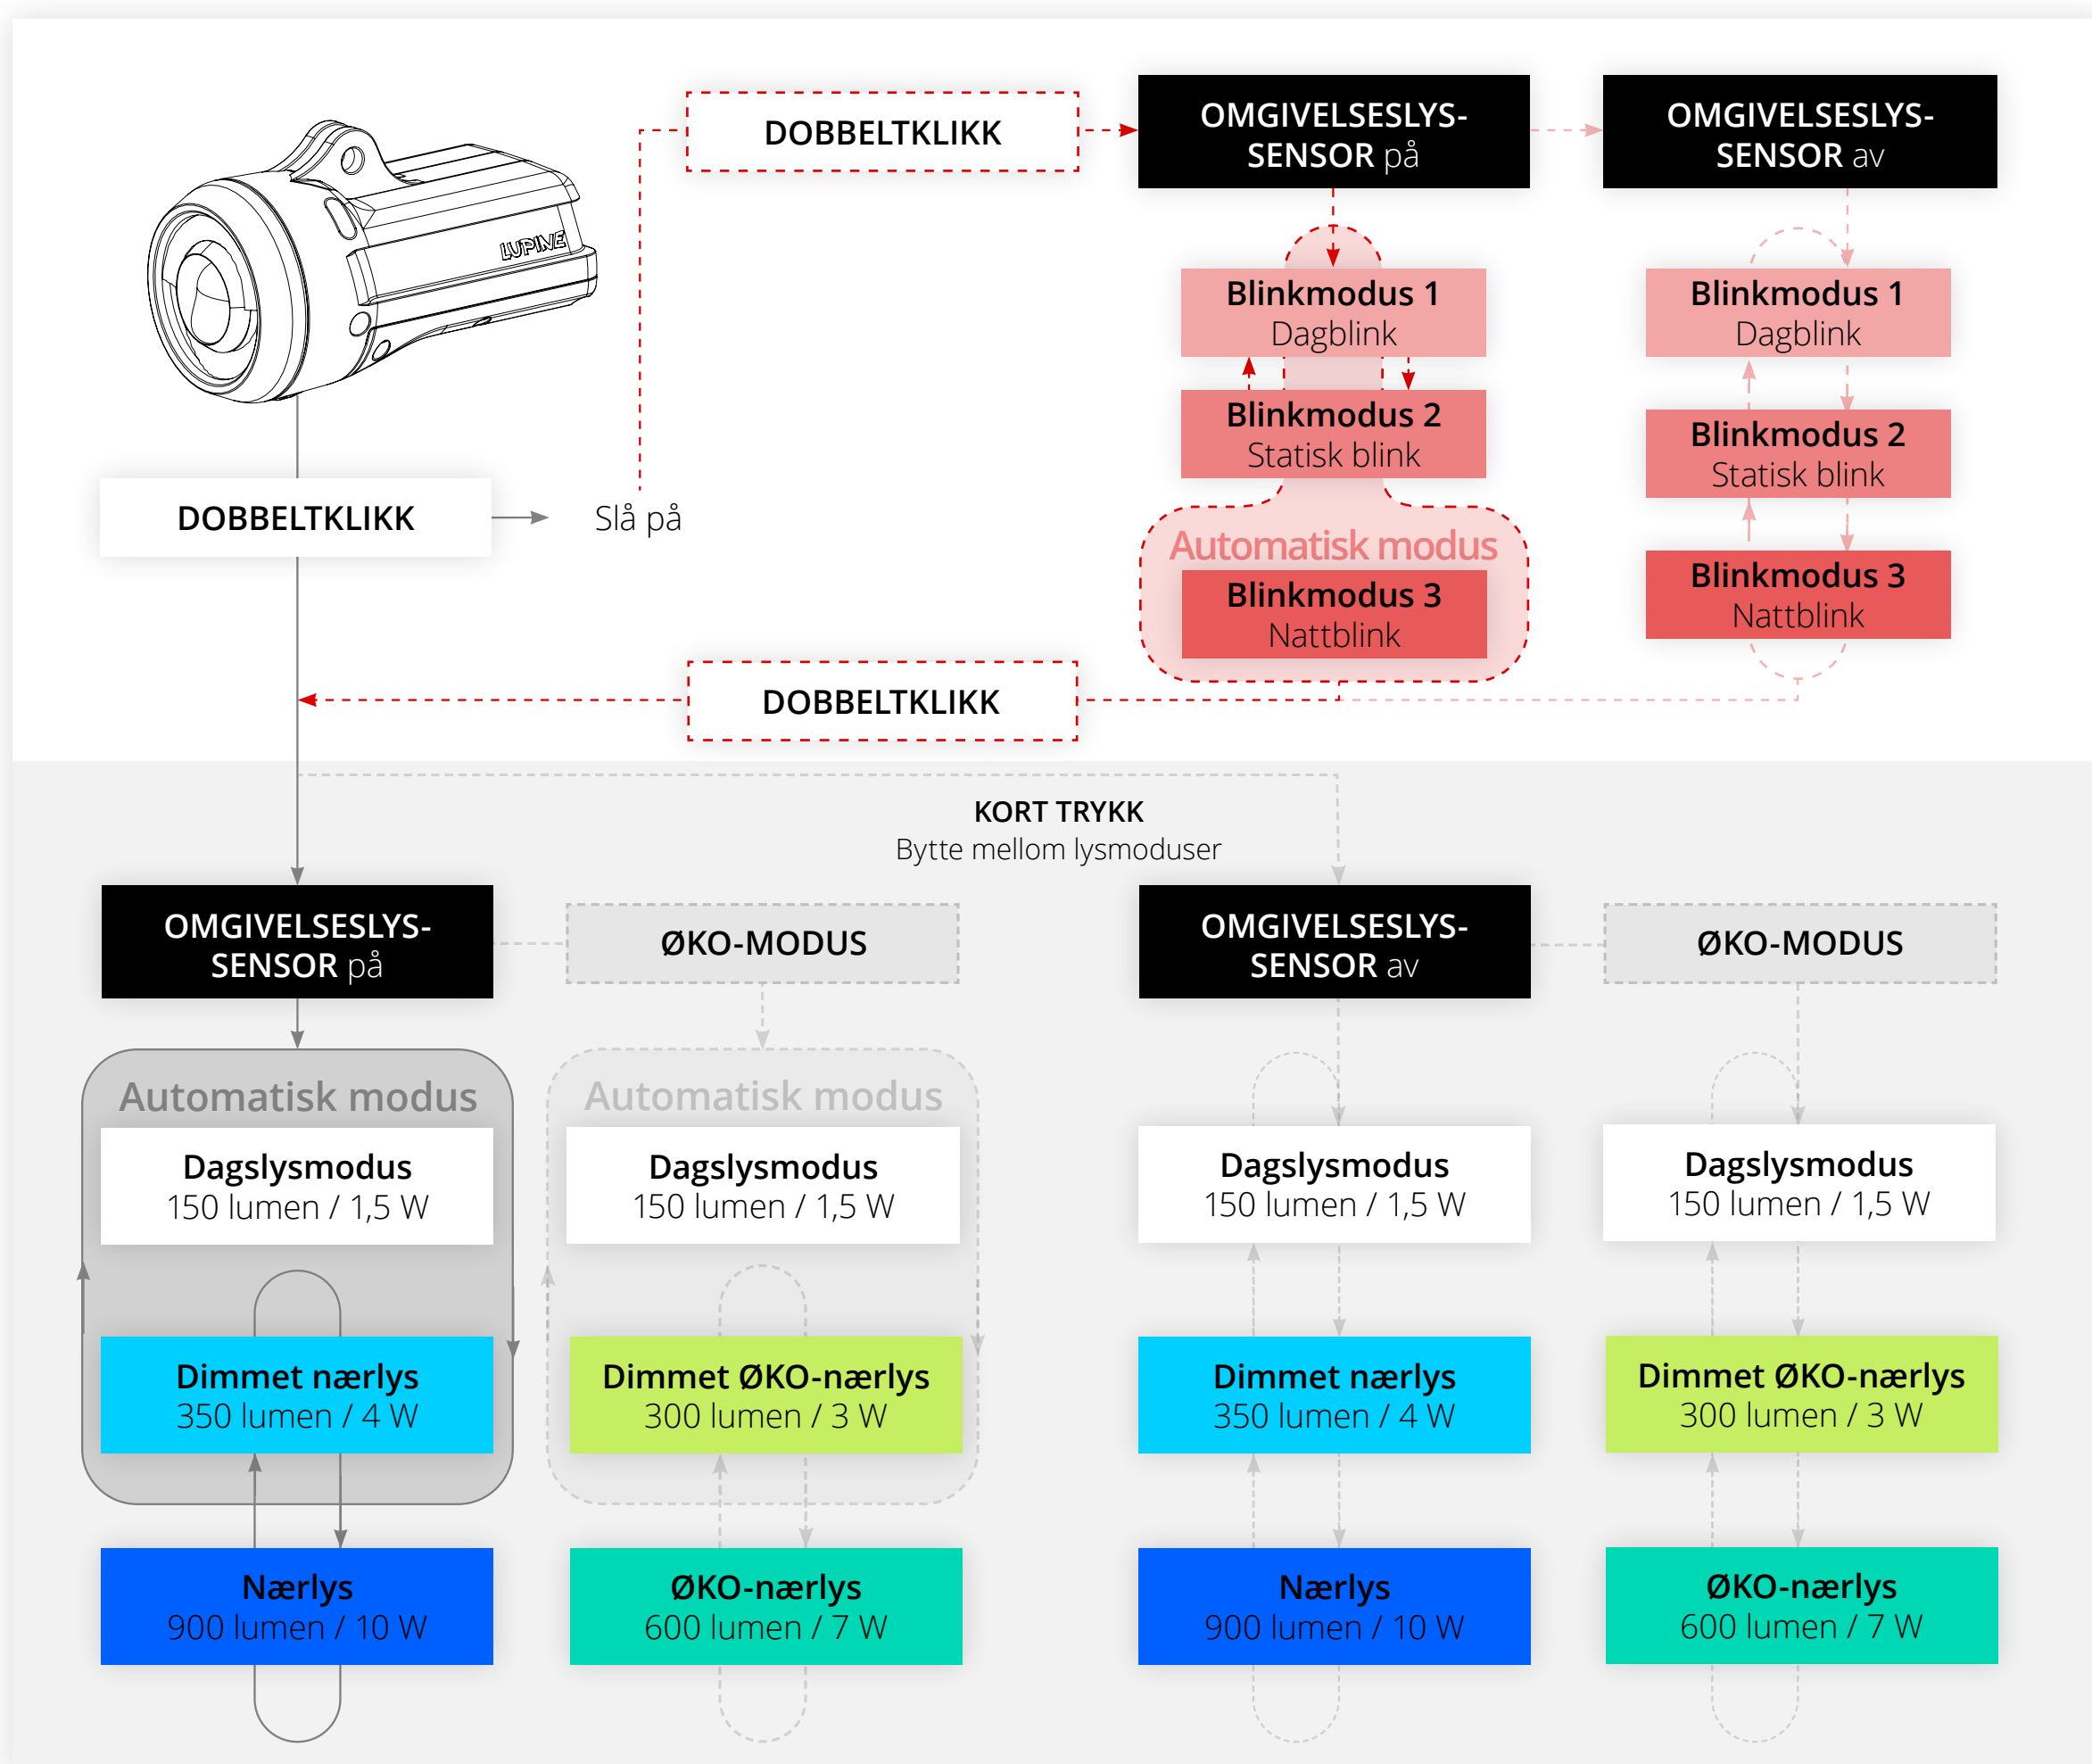 DOBBELTKLIKK
OMGIVELSESLYS-
SENSOR på
OMGIVELSESLYS-
SENSOR av
LUPINE
Blinkmodus 1
Dagblink
Blinkmodus 2
Statisk blink
Automatisk modus
Blinkmodus 3
Nattblink
Blinkmodus 1
Dagblink
Blinkmodus 2
Statisk blink
Blinkmodus 3
Nattblink
DOBBELTKLIKK
Slå på
DOBBELTKLIKK
KORT TRYKK
Bytte mellom lysmoduser
OMGIVELSESLYS-
SENSOR på
ØKO-MODUS
OMGIVELSESLYS-
SENSOR av
ØKO-MODUS
Automatisk modus
Dagslysmodus
150 lumen / 1,5 W
Dimmet nærlys
350 lumen / 4 W
Nærlys
900 lumen / 10 W
Automatisk modus
Dagslysmodus
150 lumen / 1,5 W
Dimmet ØKO-nærlys
300 lumen / 3 W
ØKO-nærlys
600 lumen / 7 W
Dagslysmodus
150 lumen / 1,5 W
Dimmet nærlys
350 lumen / 4 W
Nærlys
900 lumen / 10 W
Dagslysmodus
150 lumen / 1,5 W
Dimmet ØKO-nærlys
300 lumen / 3 W
ØKO-nærlys
600 lumen / 7 W